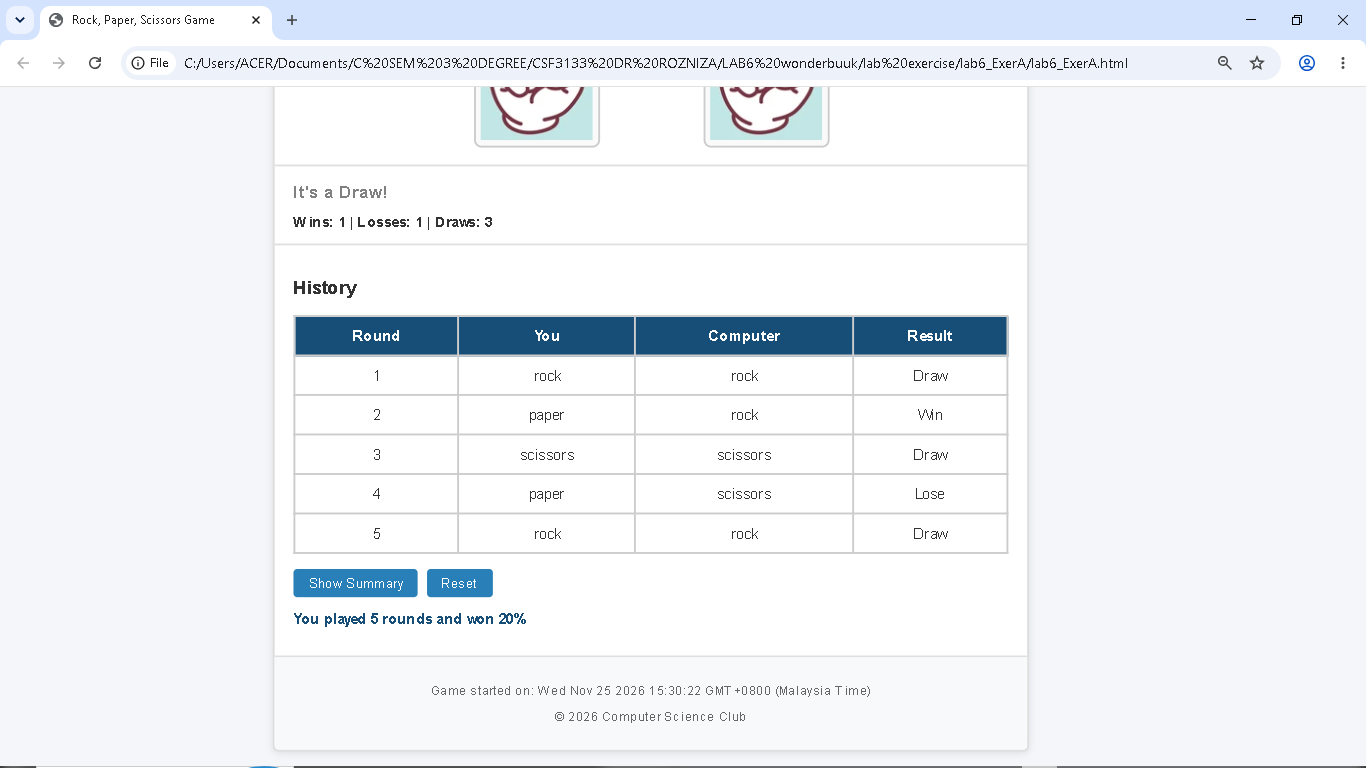 Rock, Paper, Scissors Game
File C:/Users/ACER/Documents/C%20SEM%203%20DEGREE/CSF3133%20DR%20ROZNIZA/LAB6%20wonderbuuk/lab%20exercise/lab6_ExerA/lab6_ExerA.html
It's a Draw!
Wins: 1 | Losses: 1 | Draws: 3
History
Round You Computer Result
1 rock rock Draw
2 paper rock Win
3 scissors scissors Draw
4 paper scissors Lose
5 rock rock Draw
Show Summary Reset
You played 5 rounds and won 20%
Game started on: Wed Nov 25 2026 15:30:22 GMT+0800 (Malaysia Time)
© 2026 Computer Science Club